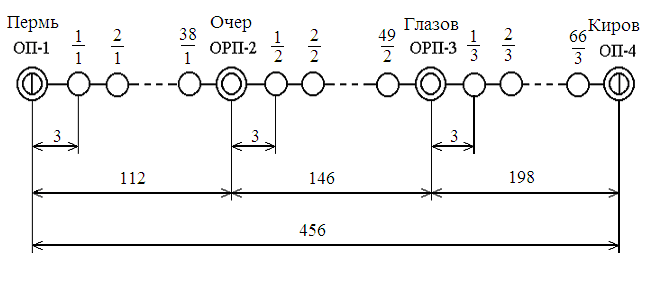 Пермь Очер Глазов Киров
ОП-1 1/1 2/1 38/1 ОРП-2 1/2 2/2 49/2 ОРП-3 1/3 2/3 66/3 ОП-4
3 3 3
112 146 198
456